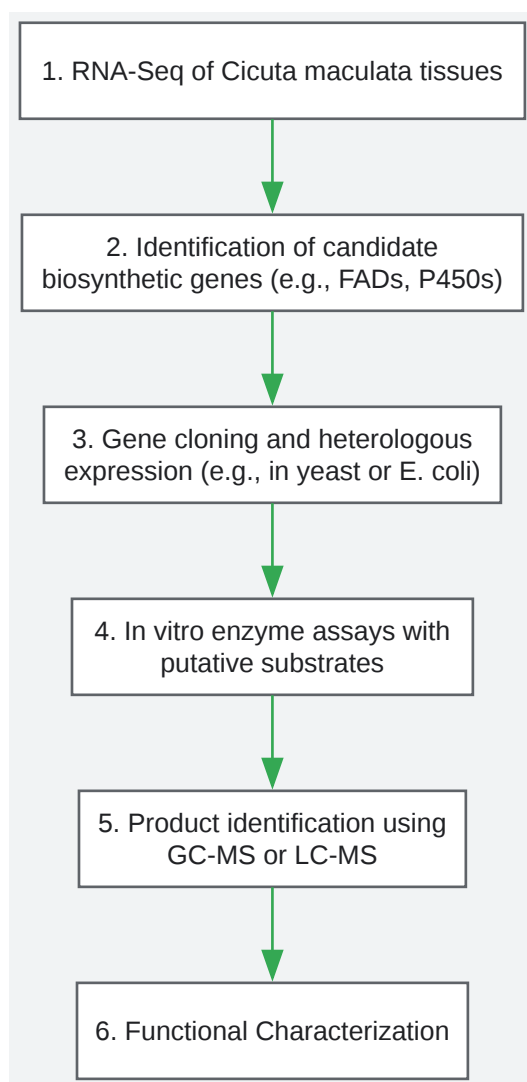 1. RNA-Seq of Cicuta maculata tissues
2. Identification of candidate
biosynthetic genes (e.g., FADs, P450s)
3. Gene cloning and heterologous
expression (e.g., in yeast or E. coli)
4. In vitro enzyme assays with
putative substrates
5. Product identification using
GC-MS or LC-MS
6. Functional Characterization